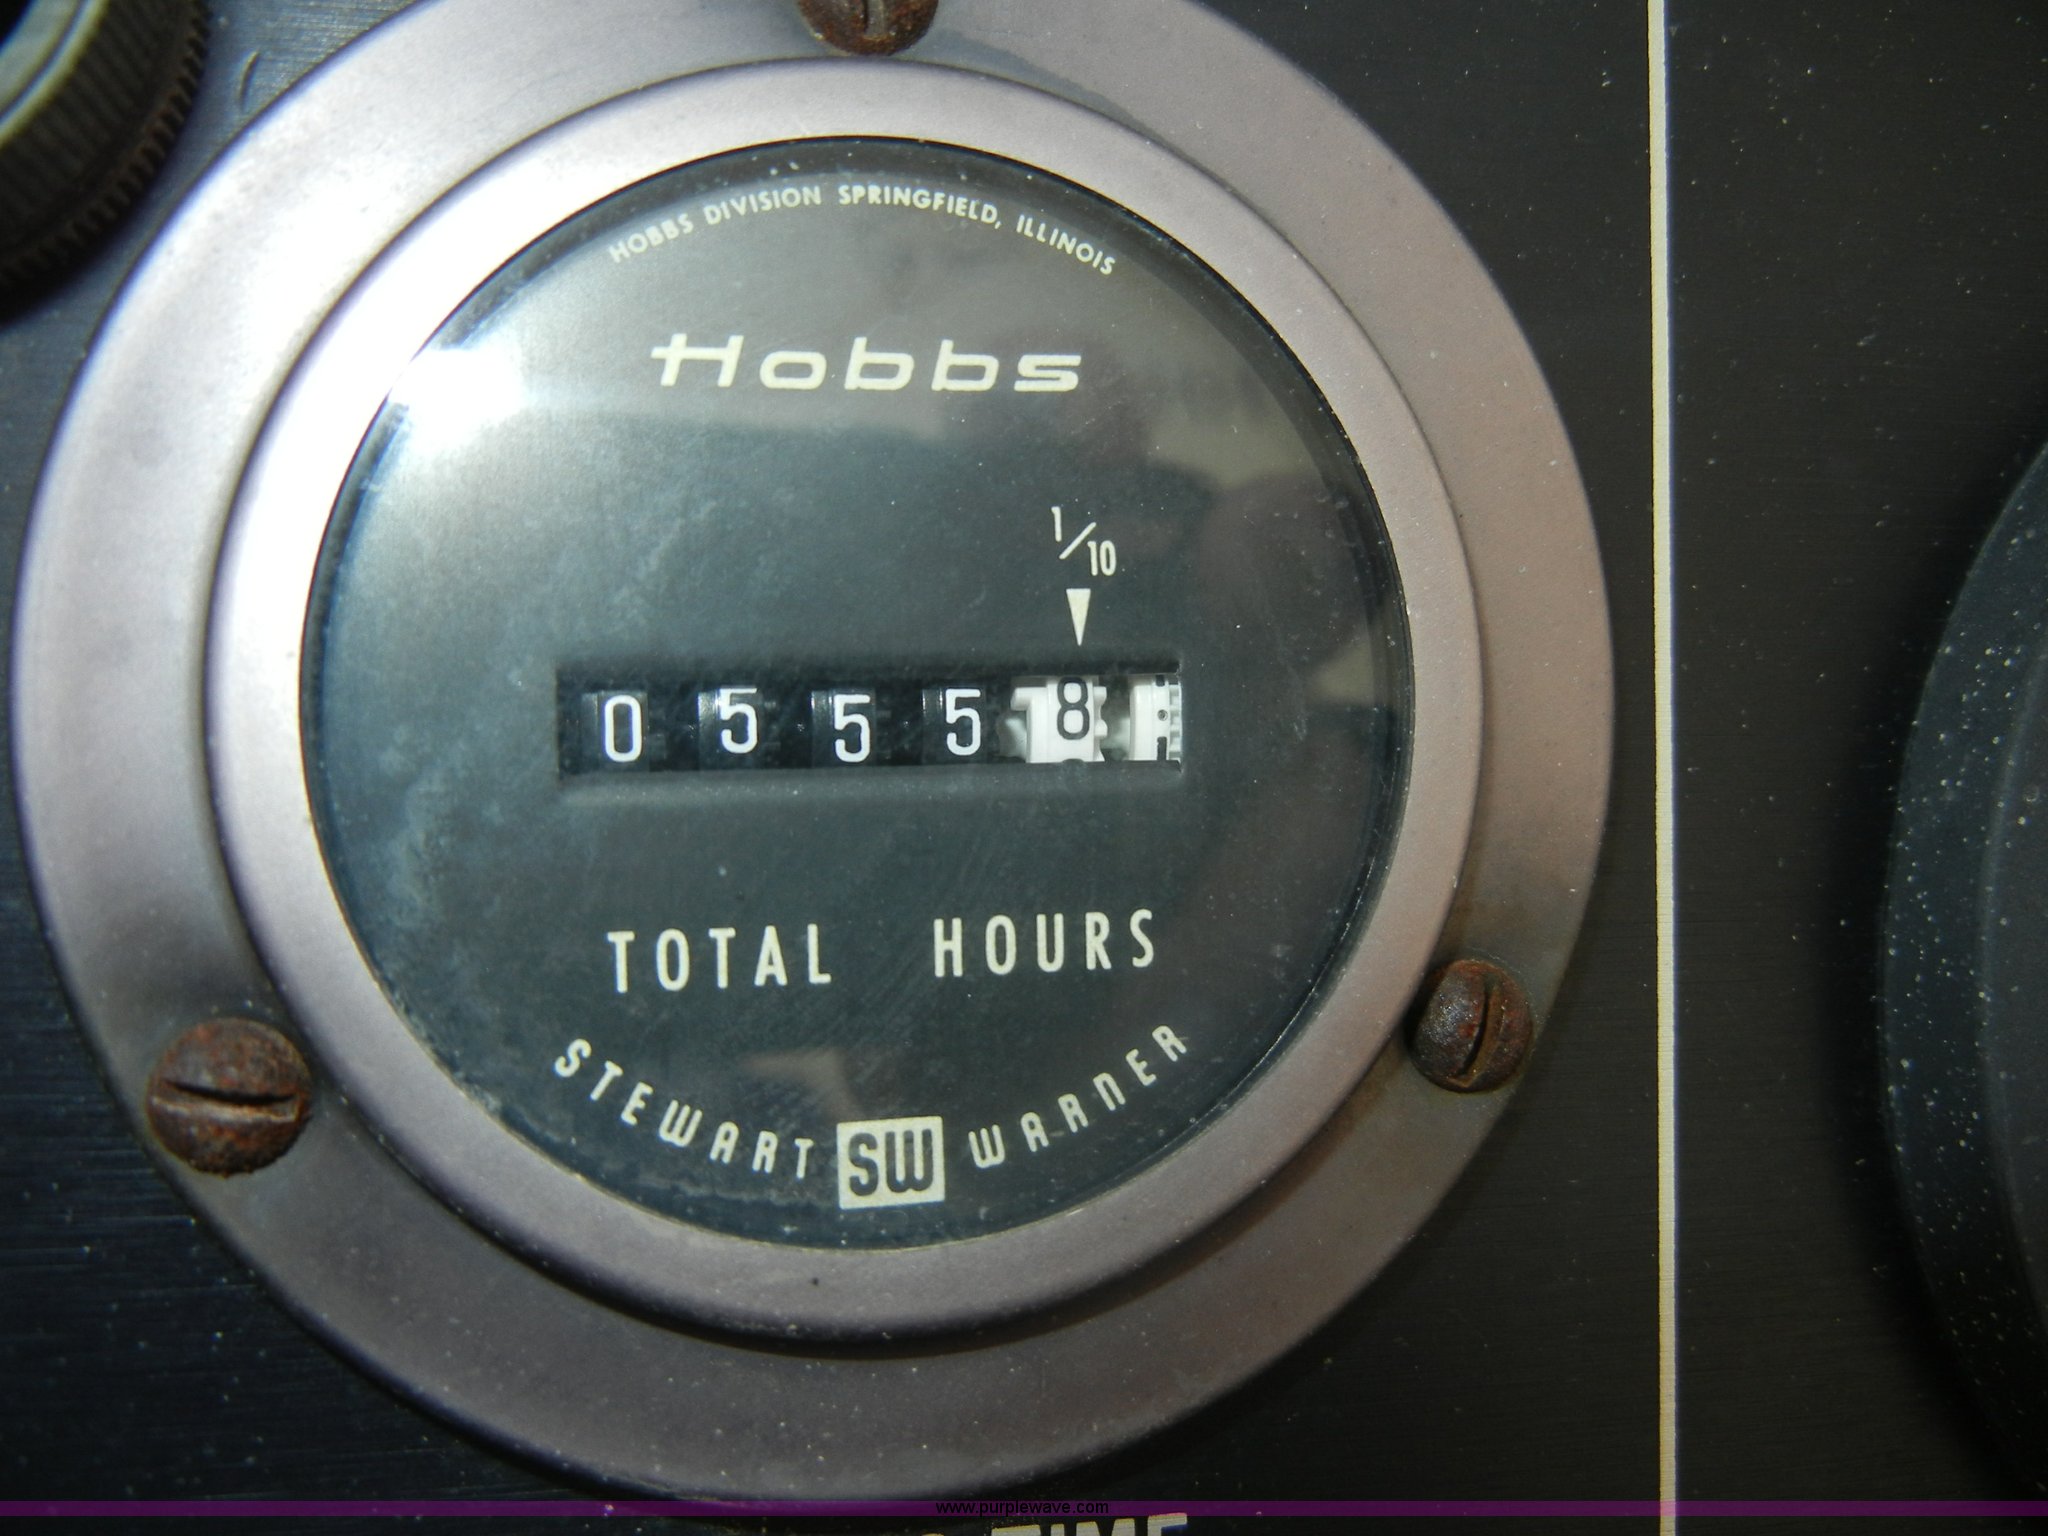 HOBBS DIVISION SPRINGFIELD, ILLINOIS
Hobbs
1/10
0 5 5 5 8
TOTAL HOURS
STEWART SW WARNER
www.purplewave.com
TIME